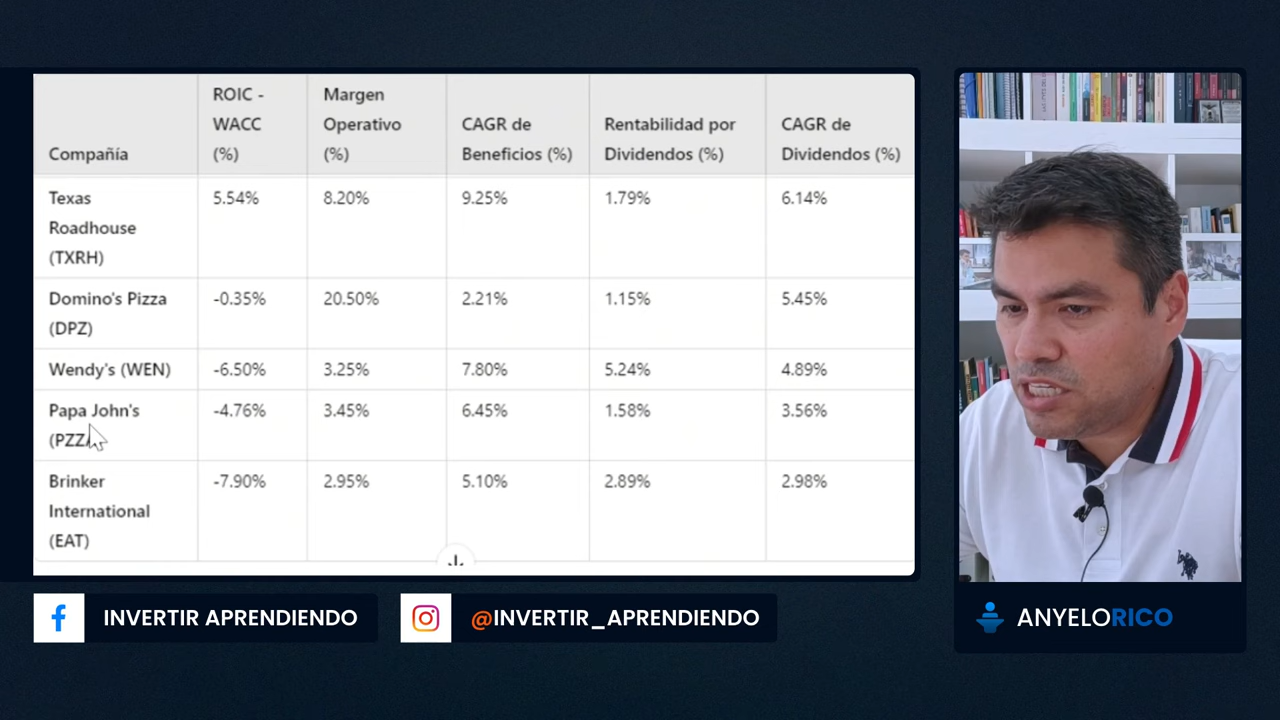 Compañía
ROIC -
WACC
(%)
Margen
Operativo
(%)
CAGR de
Beneficios (%)
Rentabilidad por
Dividendos (%)
CAGR de
Dividendos (%)
Texas
Roadhouse
(TXRH)
5.54%
8.20%
9.25%
1.79%
6.14%
Domino's Pizza
(DPZ)
-0.35%
20.50%
2.21%
1.15%
5.45%
Wendy's (WEN)
-6.50%
3.25%
7.80%
5.24%
4.89%
Papa John's
(PZZA
-4.76%
3.45%
6.45%
1.58%
3.56%
Brinker
International
(EAT)
-7.90%
2.95%
5.10%
2.89%
2.98%
INVERTIR APRENDIENDO
@INVERTIR_APRENDIENDO
ANYELORICO